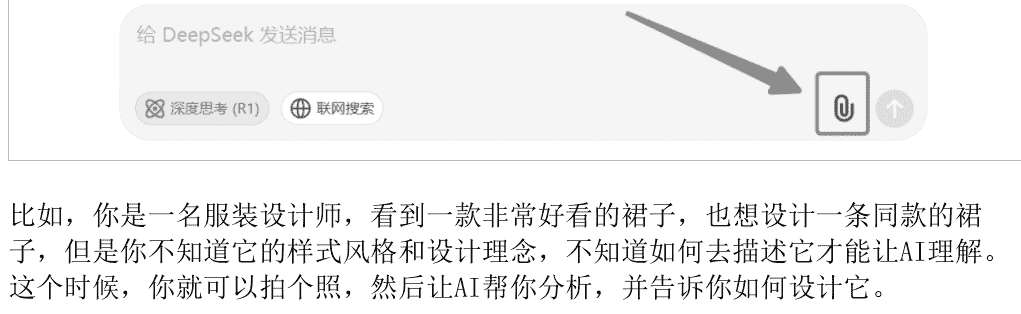 给 DeepSeek 发送消息
深度思考 (R1) 联网搜索
比如，你是一名服装设计师，看到一款非常好看的裙子，也想设计一条同款的裙
子，但是你不知道它的样式风格和设计理念，不知道如何去描述它才能让AI理解。
这个时候，你就可以拍个照，然后让AI帮你分析，并告诉你如何设计它。